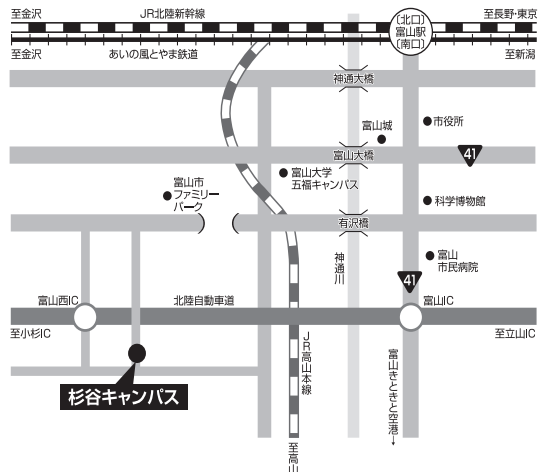 至金沢
JR北陸新幹線
至長野・東京
〔北口〕
富山駅
〔南口〕
至金沢
あいの風とやま鉄道
至新潟
神通大橋
富山城
市役所
富山大橋
41
富山大学
五福キャンパス
富山市
ファミリー
パーク
科学博物館
有沢橋
神通川
富山
市民病院
41
富山西IC
北陸自動車道
富山IC
至小杉IC
至立山IC
JR高山本線
富山きときと空港→
杉谷キャンパス
至高山